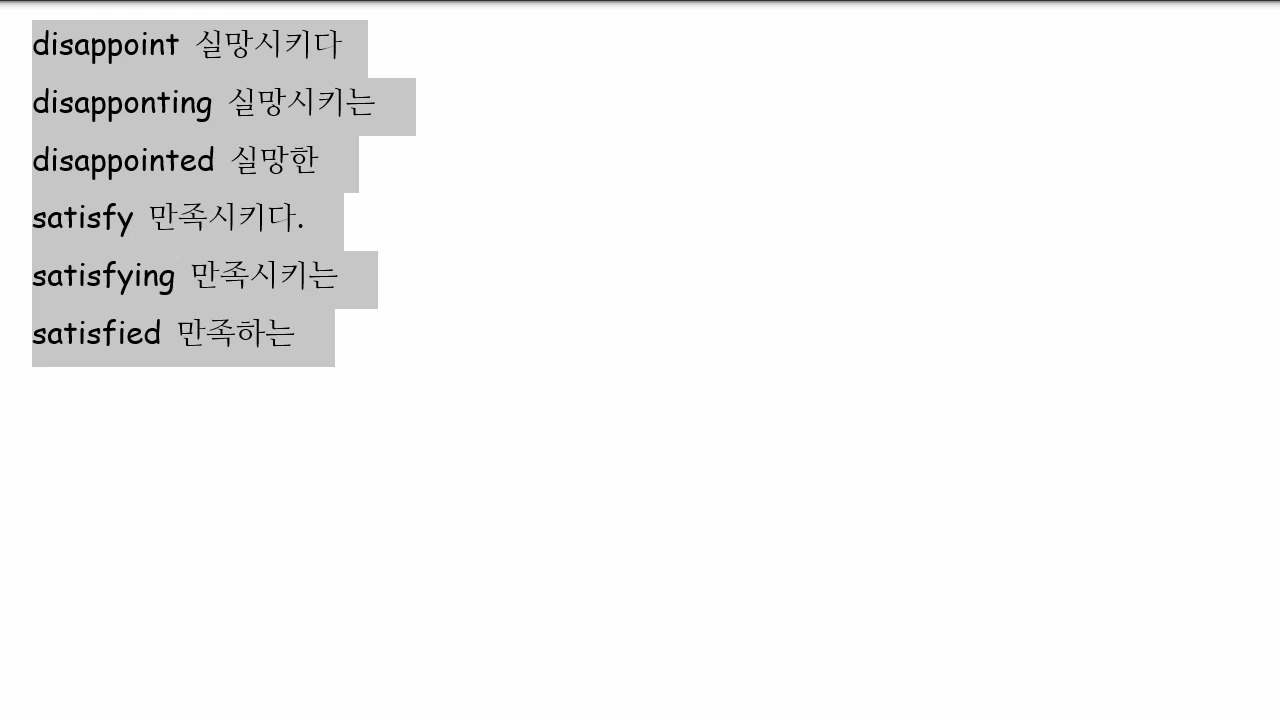 disappoint 실망시키다
disapponting 실망시키는
disappointed 실망한
satisfy 만족시키다.
satisfying 만족시키는
satisfied 만족하는